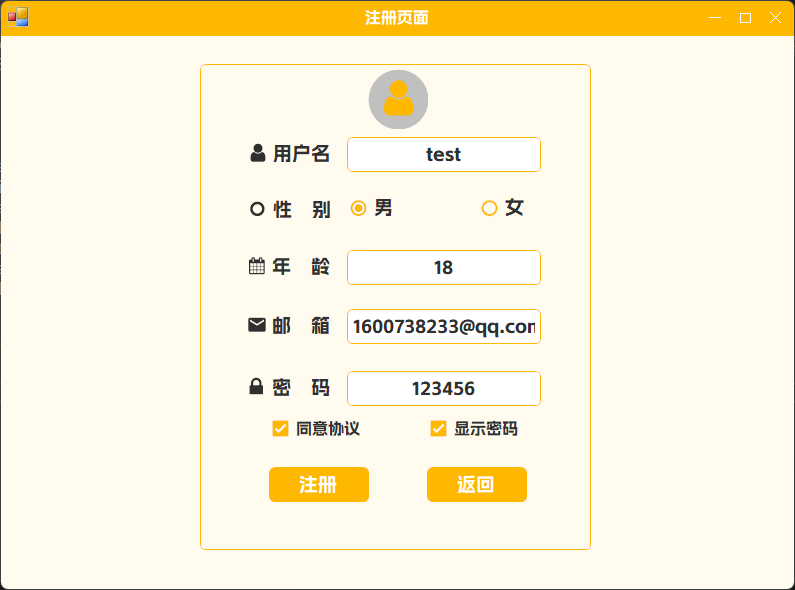 注册页面
用户名 test
性 别 男 女
年 龄 18
邮 箱 1600738233@qq.con
密 码 123456
同意协议 显示密码
注册 返回